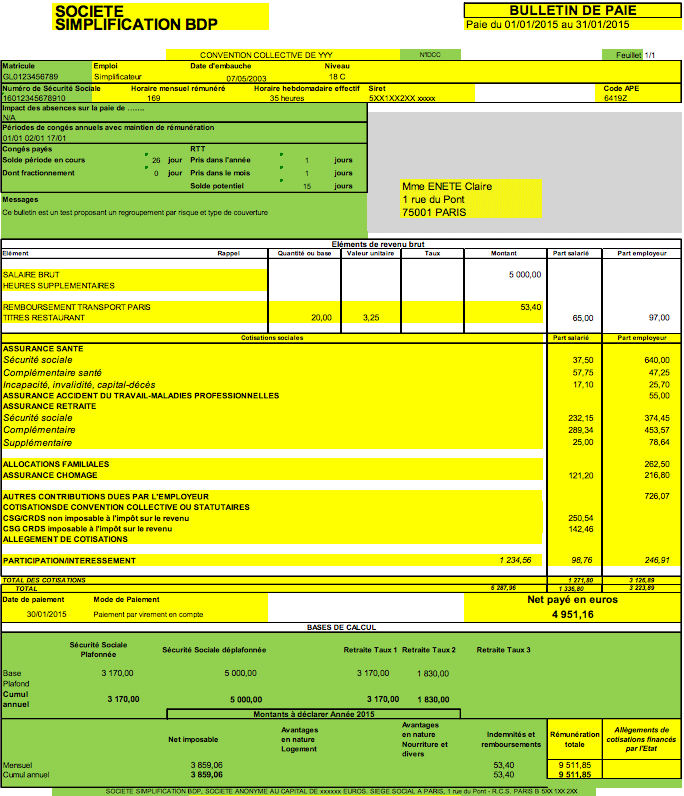 SOCIETE
SIMPLIFICATION BDP
BULLETIN DE PAIE
Paie du 01/01/2015 au 31/01/2015
CONVENTION COLLECTIVE DE YYY N1DCC Feuillet 1/1
Matricule Emploi Date d'embauche Niveau
GL0123456789 Simplificateur 07/05/2003 18 C
Numéro de Sécurité Sociale Horaire mensuel rémunéré Horaire hebdomadaire effectif Siret Code APE
16012345678910 169 35 heures 5XX1XX2XX xxxxx 6419Z
Impact des absences sur la paie de .......
N/A
Périodes de congés annuels avec maintien de rémunération
01/01 02/01 17/01
Congés payés RTT
Solde période en cours 26 jour Pris dans l'année 1 jours
Dont fractionnement 0 jour Pris dans le mois 1 jours
Solde potentiel 15 jours
Mme ENETE Claire
1 rue du Pont
75001 PARIS
Messages
Ce bulletin est un test proposant un regroupement par risque et type de couverture
Eléments de revenu brut
Elément Rappel Quantité ou base Valeur unitaire Taux Montant Part salarié Part employeur
SALAIRE BRUT 5 000,00
HEURES SUPPLEMENTAIRES
REMBOURSEMENT TRANSPORT PARIS 53,40
TITRES RESTAURANT 20,00 3,25 65,00 97,00
Cotisations sociales Part salarié Part employeur
ASSURANCE SANTE
Sécurité sociale 37,50 640,00
Complémentaire santé 57,75 47,25
Incapacité, invalidité, capital-décès 17,10 25,70
ASSURANCE ACCIDENT DU TRAVAIL-MALADIES PROFESSIONNELLES 55,00
ASSURANCE RETRAITE
Sécurité sociale 232,15 374,45
Complémentaire 289,34 453,57
Supplémentaire 25,00 78,64
ALLOCATIONS FAMILIALES 262,50
ASSURANCE CHOMAGE 121,20 216,80
AUTRES CONTRIBUTIONS DUES PAR L'EMPLOYEUR 726,07
COTISATIONSDE CONVENTION COLLECTIVE OU STATUTAIRES
CSG/CRDS non imposable à l'impôt sur le revenu 250,54
CSG CRDS imposable à l'impôt sur le revenu 142,46
ALLEGEMENT DE COTISATIONS
PARTICIPATION/INTERESSEMENT 1 234,56 98,76 246,91
TOTAL DES COTISATIONS 1 271,80 3 126,89
TOTAL 6 287,96 1 336,80 3 223,89
Date de paiement Mode de Paiement Net payé en euros
30/01/2015 Paiement par virement en compte 4 951,16
BASES DE CALCUL
Sécurité Sociale Plafonnée Sécurité Sociale déplafonnée Retraite Taux 1 Retraite Taux 2 Retraite Taux 3
Base 3 170,00 5 000,00 3 170,00 1 830,00
Plafond
Cumul annuel 3 170,00 5 000,00 3 170,00 1 830,00
Montants à déclarer Année 2015
Net imposable Avantages en nature Logement Avantages en nature Nourriture et divers Indemnités et remboursements Rémunération totale Allégements de cotisations financés par l'Etat
Mensuel 3 859,06 53,40 9 511,85
Cumul annuel 3 859,06 53,40 9 511,85
SOCIETE SIMPLIFICATION BDP, SOCIETE ANONYME AU CAPITAL DE xxxxxx EUROS, SIEGE SOCIAL A PARIS, 1 rue du Pont - R.C.S. PARIS B 5XX 1XX 2XX